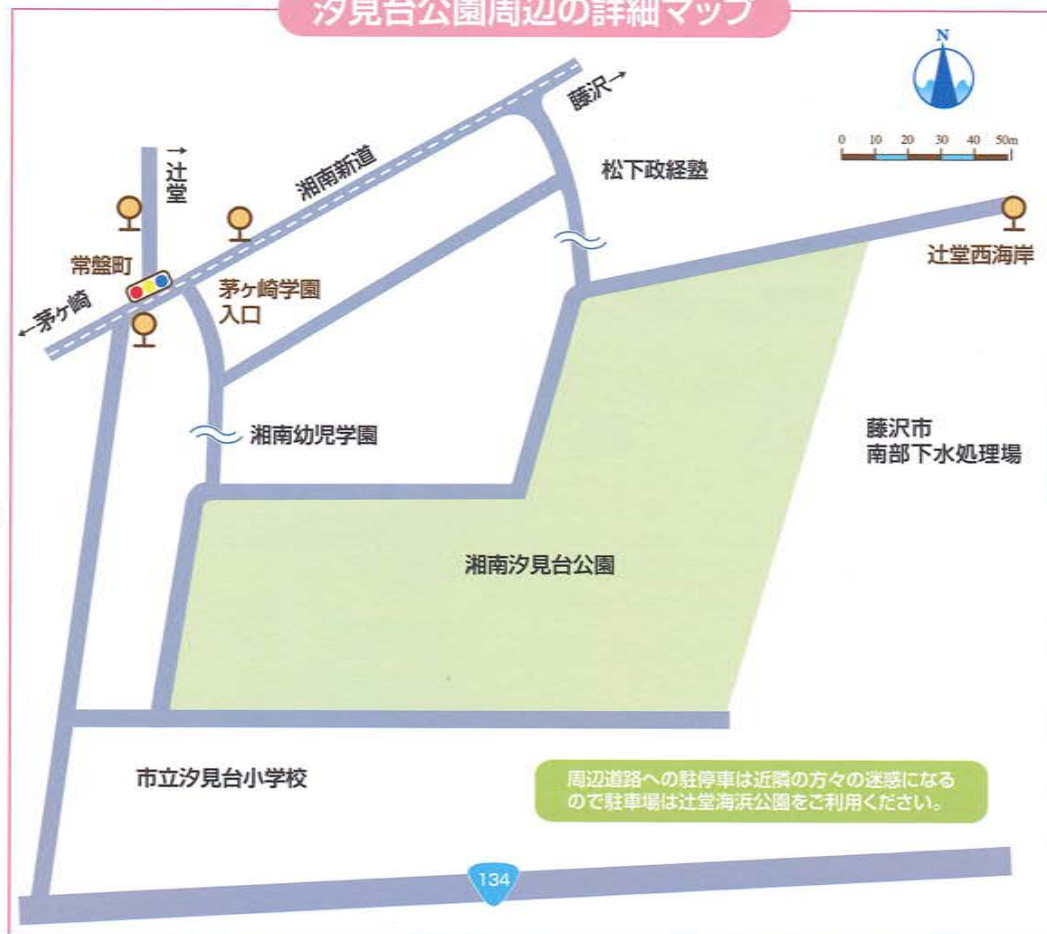 汐見台公園周辺の詳細マップ
N
0 10 20 30 40 50m
藤沢→
湘南新道
松下政経塾
→辻堂
常盤町
←茅ヶ崎
茅ヶ崎学園
入口
辻堂西海岸
湘南幼児学園
藤沢市
南部下水処理場
湘南汐見台公園
市立汐見台小学校
周辺道路への駐停車は近隣の方々の迷惑になる
ので駐車場は辻堂海浜公園をご利用ください。
134